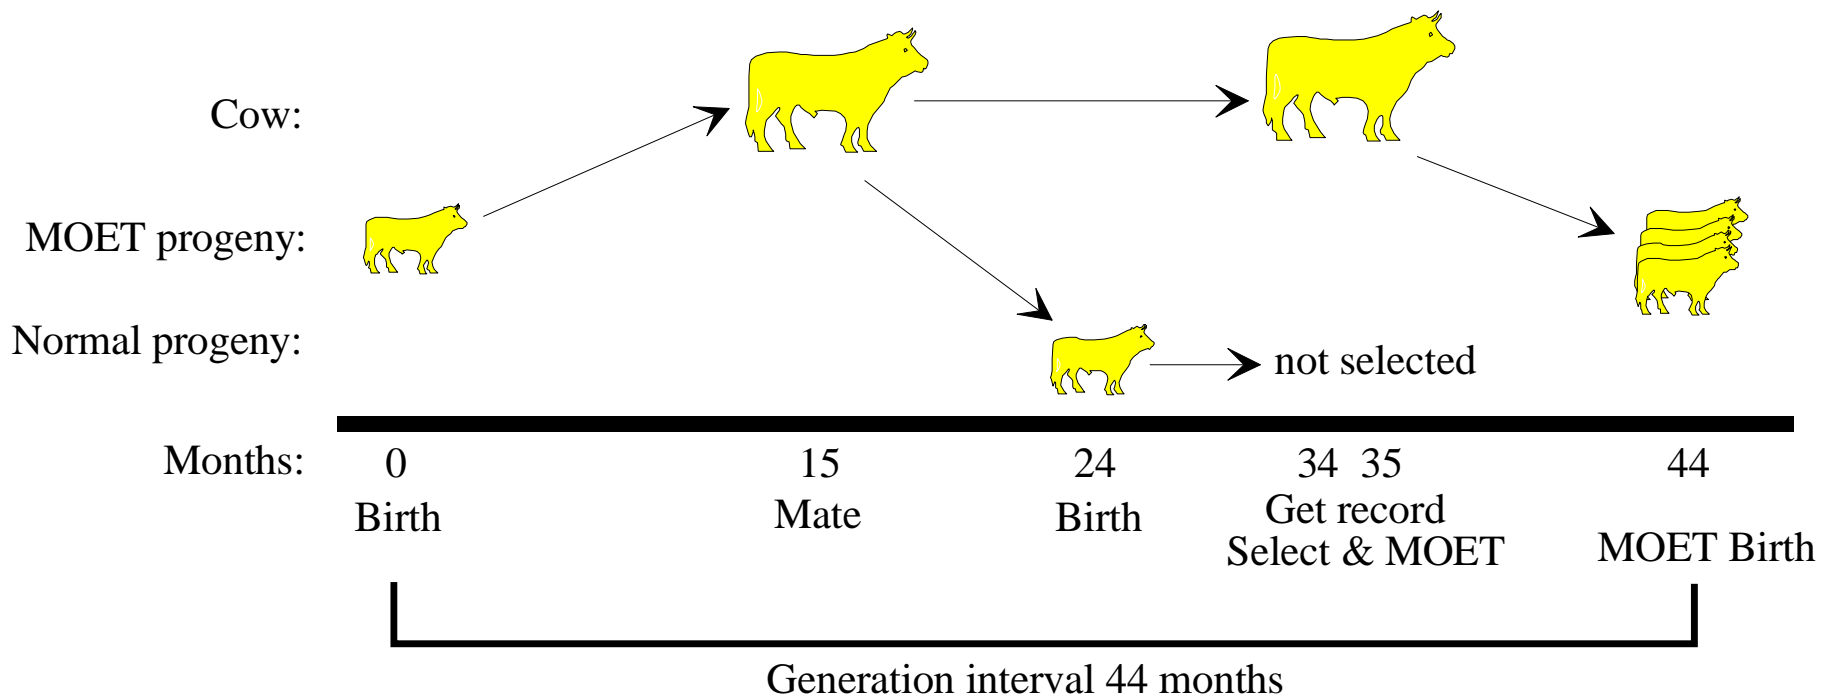 Cow:
MOET progeny:
Normal progeny:
not selected
Months:
0 15 24 34 35 44
Birth Mate Birth Get record
Select & MOET MOET Birth
Generation interval 44 months